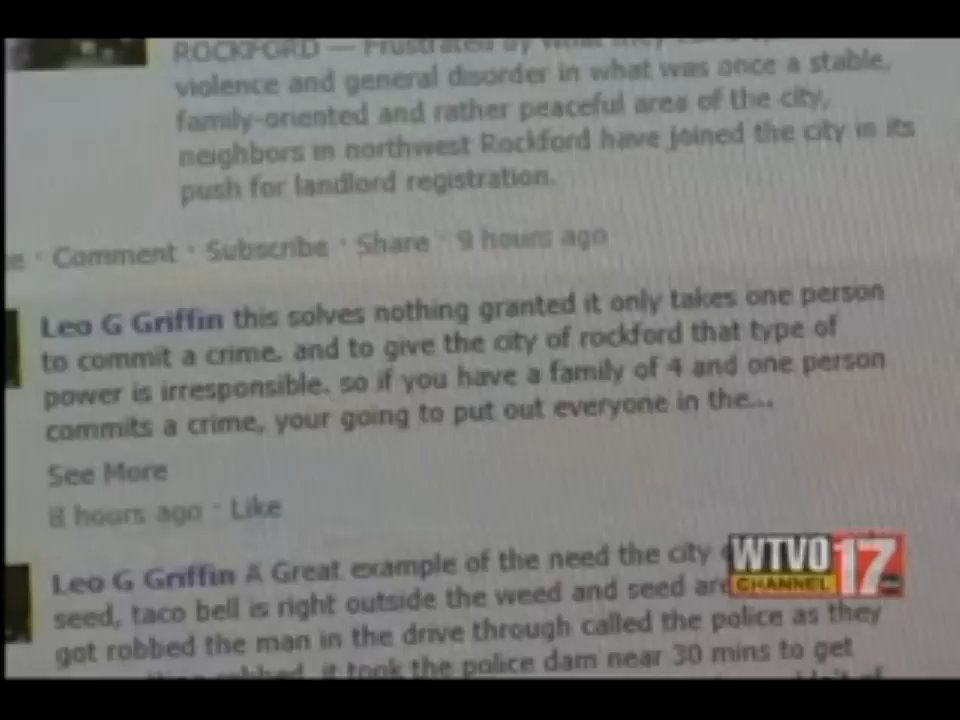 ROCKFORD — Frustrated by what they
violence and general disorder in what was once a stable,
family-oriented and rather peaceful area of the city,
neighbors in northwest Rockford have joined the city in its
push for landlord registration.
· Comment · Subscribe · Share · 9 hours ago
Leo G Griffin this solves nothing granted it only takes one person
to commit a crime. and to give the city of rockford that type of
power is irresponsible. so if you have a family of 4 and one person
commits a crime, your going to put out everyone in the...
See More
8 hours ago · Like
Leo G Griffin A Great example of the need the city
seed, taco bell is right outside the weed and seed
got robbed the man in the drive through called the police as they
robbed, it took the police dam near 30 mins to get
WTVO 17
CHANNEL